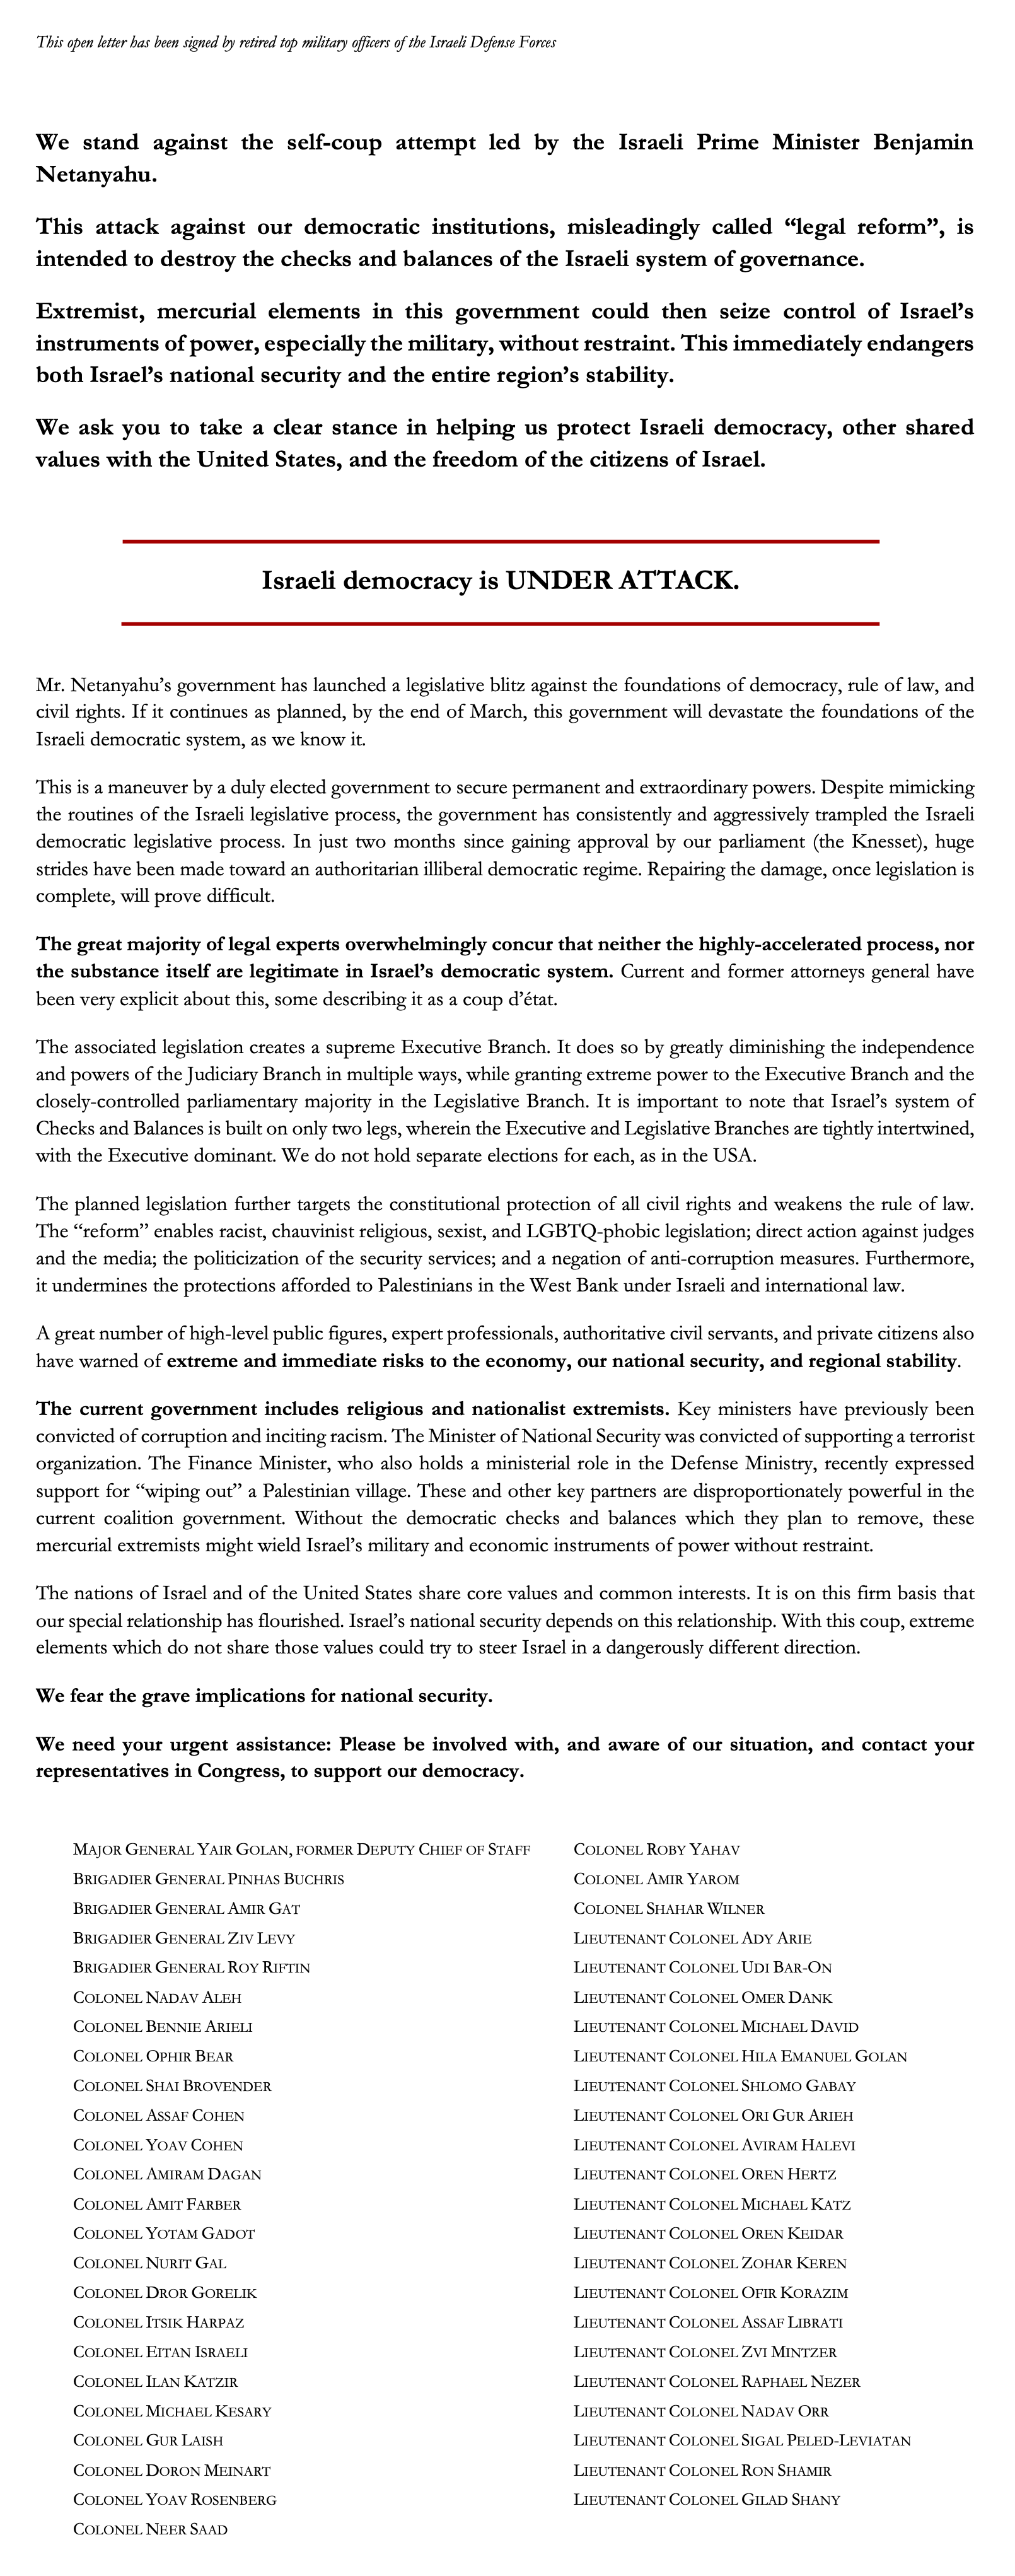 This open letter has been signed by retired top military officers of the Israeli Defense Forces
We stand against the self-coup attempt led by the Israeli Prime Minister Benjamin
Netanyahu.
This attack against our democratic institutions, misleadingly called “legal reform”, is
intended to destroy the checks and balances of the Israeli system of governance.
Extremist, mercurial elements in this government could then seize control of Israel’s
instruments of power, especially the military, without restraint. This immediately endangers
both Israel’s national security and the entire region’s stability.
We ask you to take a clear stance in helping us protect Israeli democracy, other shared
values with the United States, and the freedom of the citizens of Israel.
Israeli democracy is UNDER ATTACK.
Mr. Netanyahu’s government has launched a legislative blitz against the foundations of democracy, rule of law, and
civil rights. If it continues as planned, by the end of March, this government will devastate the foundations of the
Israeli democratic system, as we know it.
This is a maneuver by a duly elected government to secure permanent and extraordinary powers. Despite mimicking
the routines of the Israeli legislative process, the government has consistently and aggressively trampled the Israeli
democratic legislative process. In just two months since gaining approval by our parliament (the Knesset), huge
strides have been made toward an authoritarian illiberal democratic regime. Repairing the damage, once legislation is
complete, will prove difficult.
The great majority of legal experts overwhelmingly concur that neither the highly-accelerated process, nor
the substance itself are legitimate in Israel’s democratic system. Current and former attorneys general have
been very explicit about this, some describing it as a coup d’état.
The associated legislation creates a supreme Executive Branch. It does so by greatly diminishing the independence
and powers of the Judiciary Branch in multiple ways, while granting extreme power to the Executive Branch and the
closely-controlled parliamentary majority in the Legislative Branch. It is important to note that Israel’s system of
Checks and Balances is built on only two legs, wherein the Executive and Legislative Branches are tightly intertwined,
with the Executive dominant. We do not hold separate elections for each, as in the USA.
The planned legislation further targets the constitutional protection of all civil rights and weakens the rule of law.
The “reform” enables racist, chauvinist religious, sexist, and LGBTQ-phobic legislation; direct action against judges
and the media; the politicization of the security services; and a negation of anti-corruption measures. Furthermore,
it undermines the protections afforded to Palestinians in the West Bank under Israeli and international law.
A great number of high-level public figures, expert professionals, authoritative civil servants, and private citizens also
have warned of extreme and immediate risks to the economy, our national security, and regional stability.
The current government includes religious and nationalist extremists. Key ministers have previously been
convicted of corruption and inciting racism. The Minister of National Security was convicted of supporting a terrorist
organization. The Finance Minister, who also holds a ministerial role in the Defense Ministry, recently expressed
support for “wiping out” a Palestinian village. These and other key partners are disproportionately powerful in the
current coalition government. Without the democratic checks and balances which they plan to remove, these
mercurial extremists might wield Israel’s military and economic instruments of power without restraint.
The nations of Israel and of the United States share core values and common interests. It is on this firm basis that
our special relationship has flourished. Israel’s national security depends on this relationship. With this coup, extreme
elements which do not share those values could try to steer Israel in a dangerously different direction.
We fear the grave implications for national security.
We need your urgent assistance: Please be involved with, and aware of our situation, and contact your
representatives in Congress, to support our democracy.
MAJOR GENERAL YAIR GOLAN, FORMER DEPUTY CHIEF OF STAFF
BRIGADIER GENERAL PINHAS BUCHRIS
BRIGADIER GENERAL AMIR GAT
BRIGADIER GENERAL ZIV LEVY
BRIGADIER GENERAL ROY RIFTIN
COLONEL NADAV ALEH
COLONEL BENNIE ARIELI
COLONEL OPHIR BEAR
COLONEL SHAI BROVENDER
COLONEL ASSAF COHEN
COLONEL YOAV COHEN
COLONEL AMIRAM DAGAN
COLONEL AMIT FARBER
COLONEL YOTAM GADOT
COLONEL NURIT GAL
COLONEL DROR GORELIK
COLONEL ITSIK HARPAZ
COLONEL EITAN ISRAELI
COLONEL ILAN KATZIR
COLONEL MICHAEL KESARY
COLONEL GUR LAISH
COLONEL DORON MEINART
COLONEL YOAV ROSENBERG
COLONEL NEER SAAD
COLONEL ROBY YAHAV
COLONEL AMIR YAROM
COLONEL SHAHAR WILNER
LIEUTENANT COLONEL ADY ARIE
LIEUTENANT COLONEL UDI BAR-ON
LIEUTENANT COLONEL OMER DANK
LIEUTENANT COLONEL MICHAEL DAVID
LIEUTENANT COLONEL HILA EMANUEL GOLAN
LIEUTENANT COLONEL SHLOMO GABAY
LIEUTENANT COLONEL ORI GUR ARIEH
LIEUTENANT COLONEL AVIRAM HALEVI
LIEUTENANT COLONEL OREN HERTZ
LIEUTENANT COLONEL MICHAEL KATZ
LIEUTENANT COLONEL OREN KEIDAR
LIEUTENANT COLONEL ZOHAR KEREN
LIEUTENANT COLONEL OFIR KORAZIM
LIEUTENANT COLONEL ASSAF LIBRATI
LIEUTENANT COLONEL ZVI MINTZER
LIEUTENANT COLONEL RAPHAEL NEZER
LIEUTENANT COLONEL NADAV ORR
LIEUTENANT COLONEL SIGAL PELED-LEVIATAN
LIEUTENANT COLONEL RON SHAMIR
LIEUTENANT COLONEL GILAD SHANY